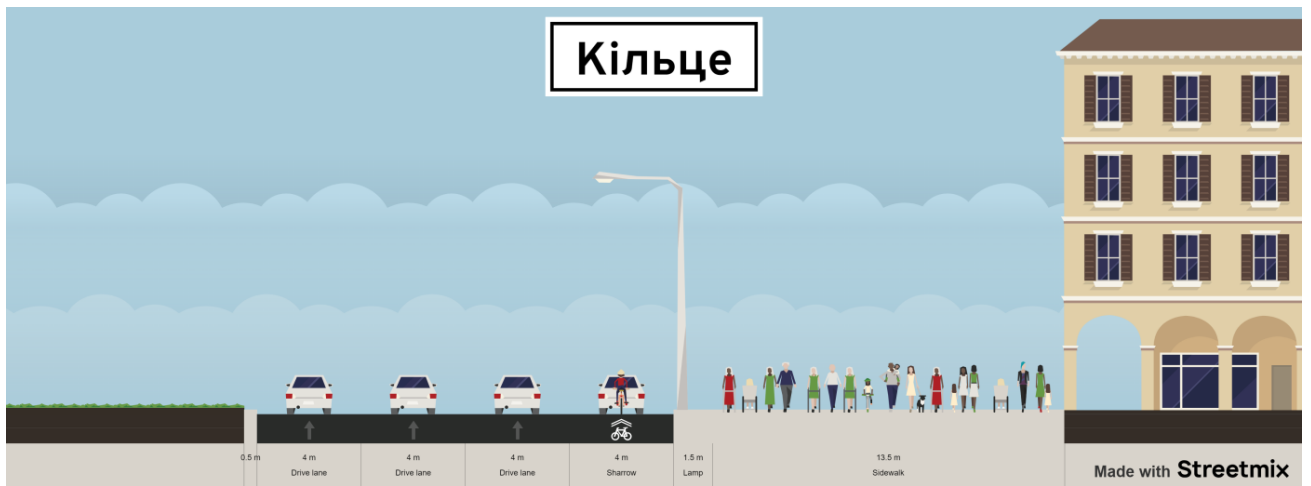 Кільце
0.5 m
4 m
Drive lane
4 m
Drive lane
4 m
Drive lane
4 m
Sharrow
1.5 m
Lamp
13.5 m
Sidewalk
Made with Streetmix